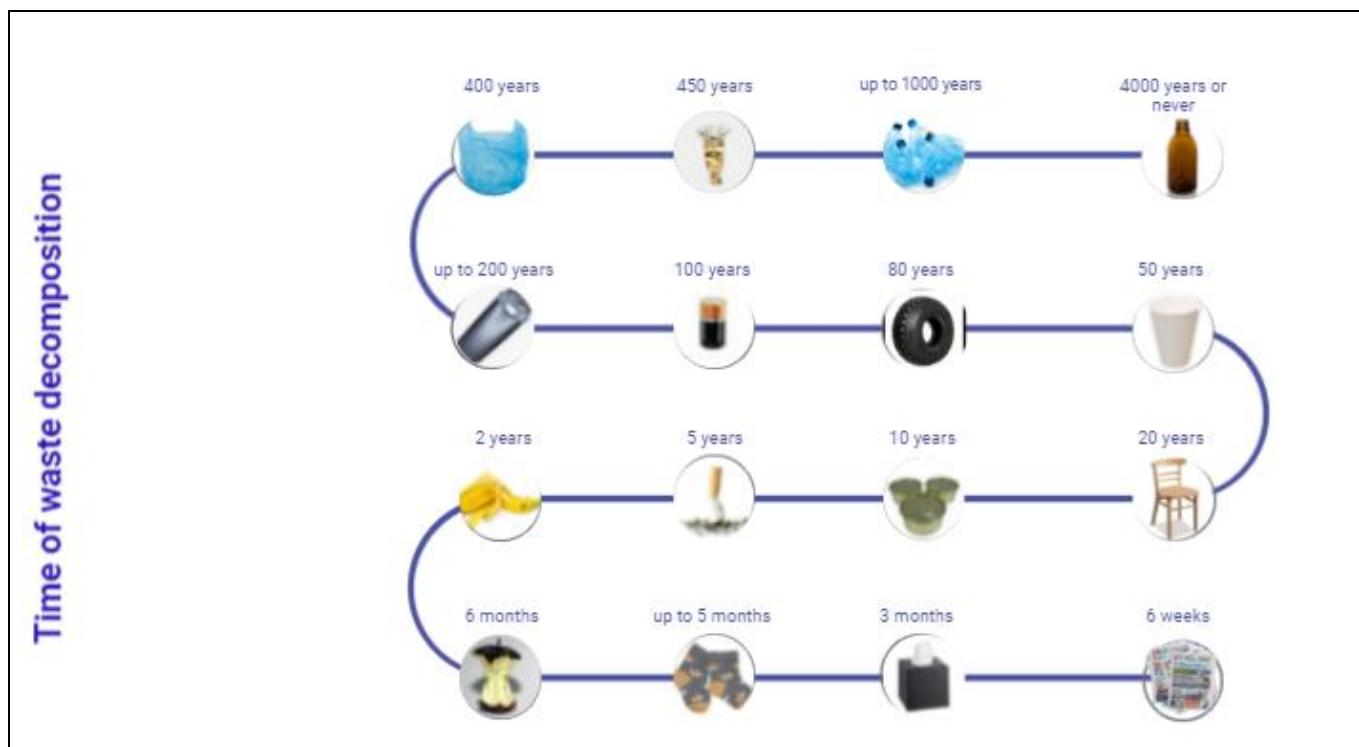 Time of waste decomposition
400 years
450 years
up to 1000 years
4000 years or
never
up to 200 years
100 years
80 years
50 years
2 years
5 years
10 years
20 years
6 months
up to 5 months
3 months
6 weeks